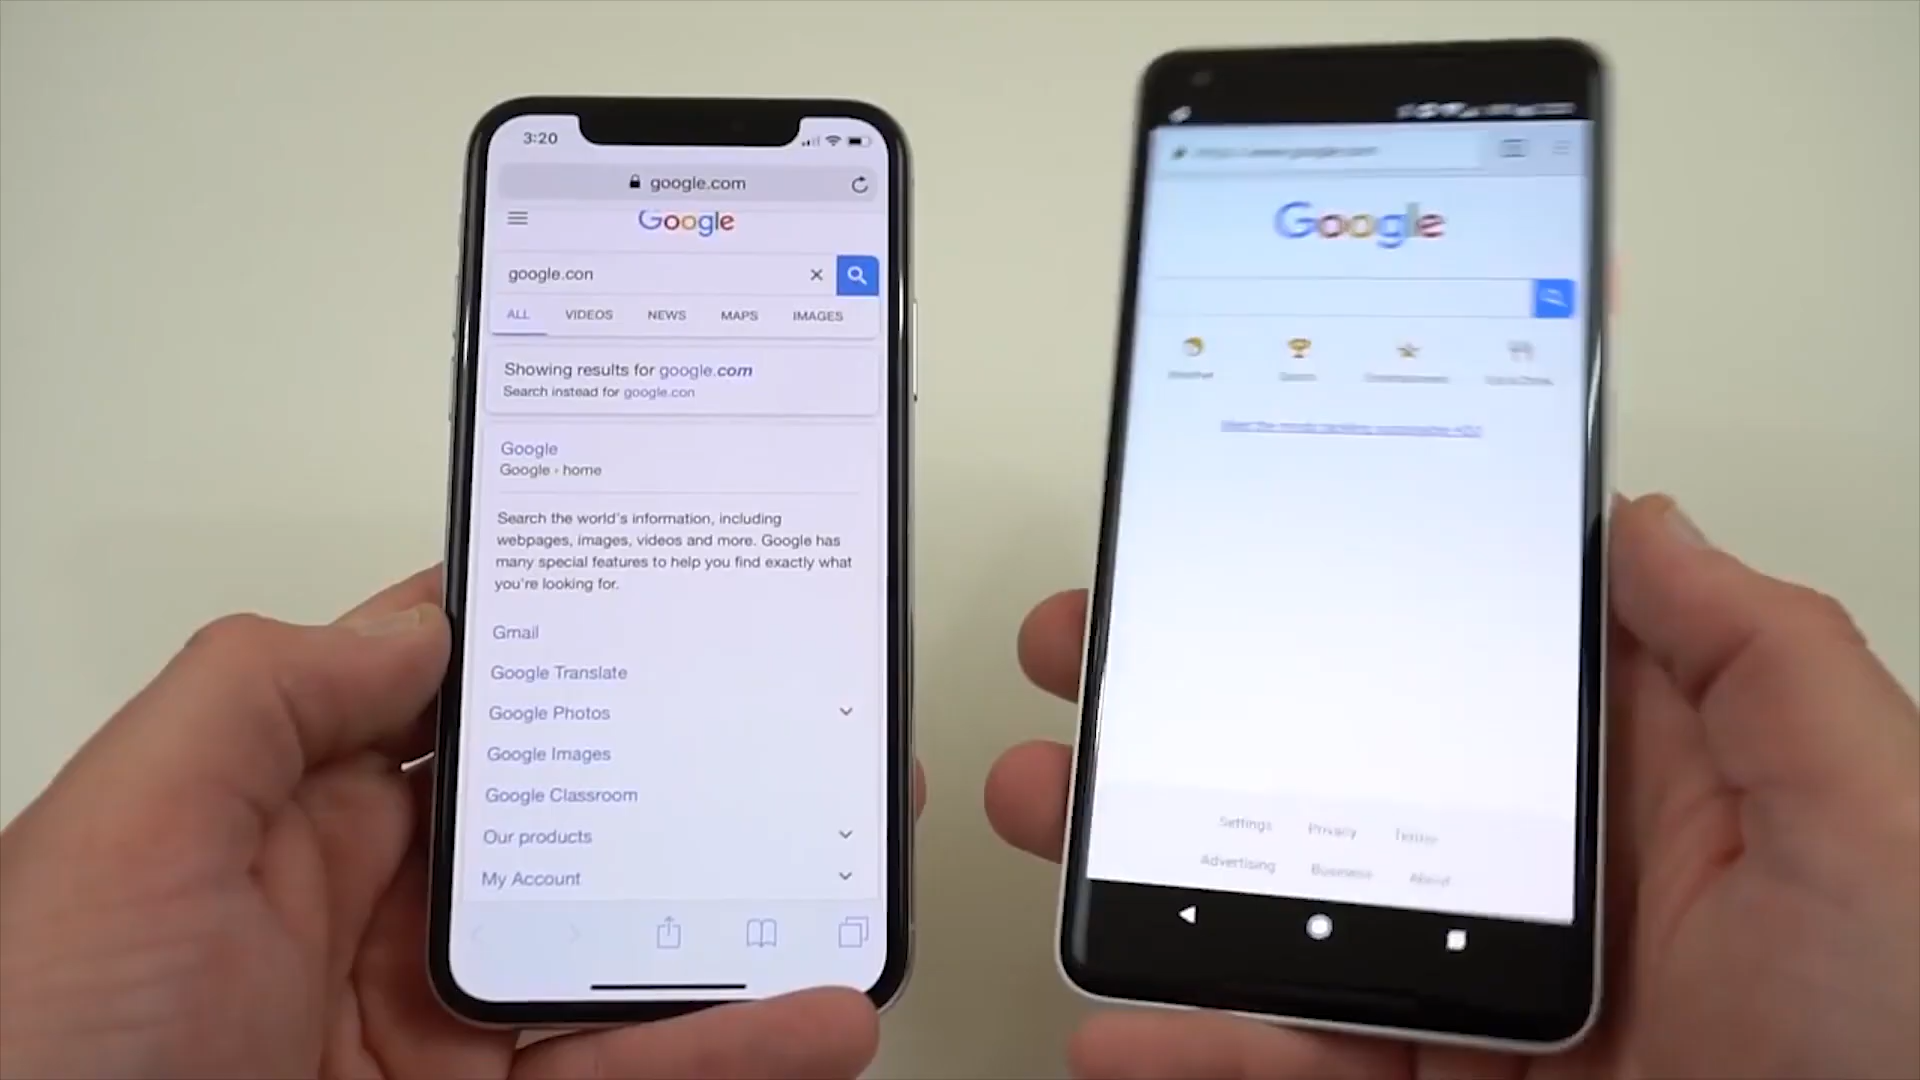 3:20
google.com
Google
google.con
ALL VIDEOS NEWS MAPS IMAGES
Showing results for google.com
Search instead for google.con
Google
Google › home
Search the world's information, including
webpages, images, videos and more. Google has
many special features to help you find exactly what
you're looking for.
Gmail
Google Translate
Google Photos
Google Images
Google Classroom
Our products
My Account
Google
Settings Privacy Terms
Advertising Business About